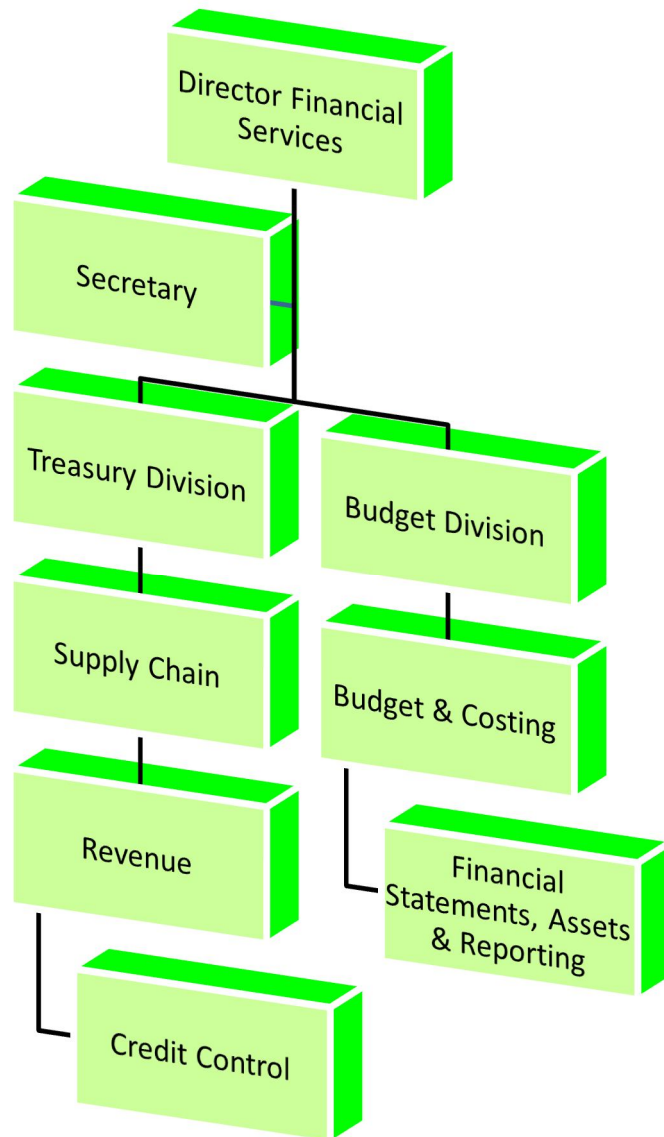 Director Financial
Services
Secretary
Treasury Division
Budget Division
Supply Chain
Budget & Costing
Revenue
Financial
Statements, Assets
& Reporting
Credit Control